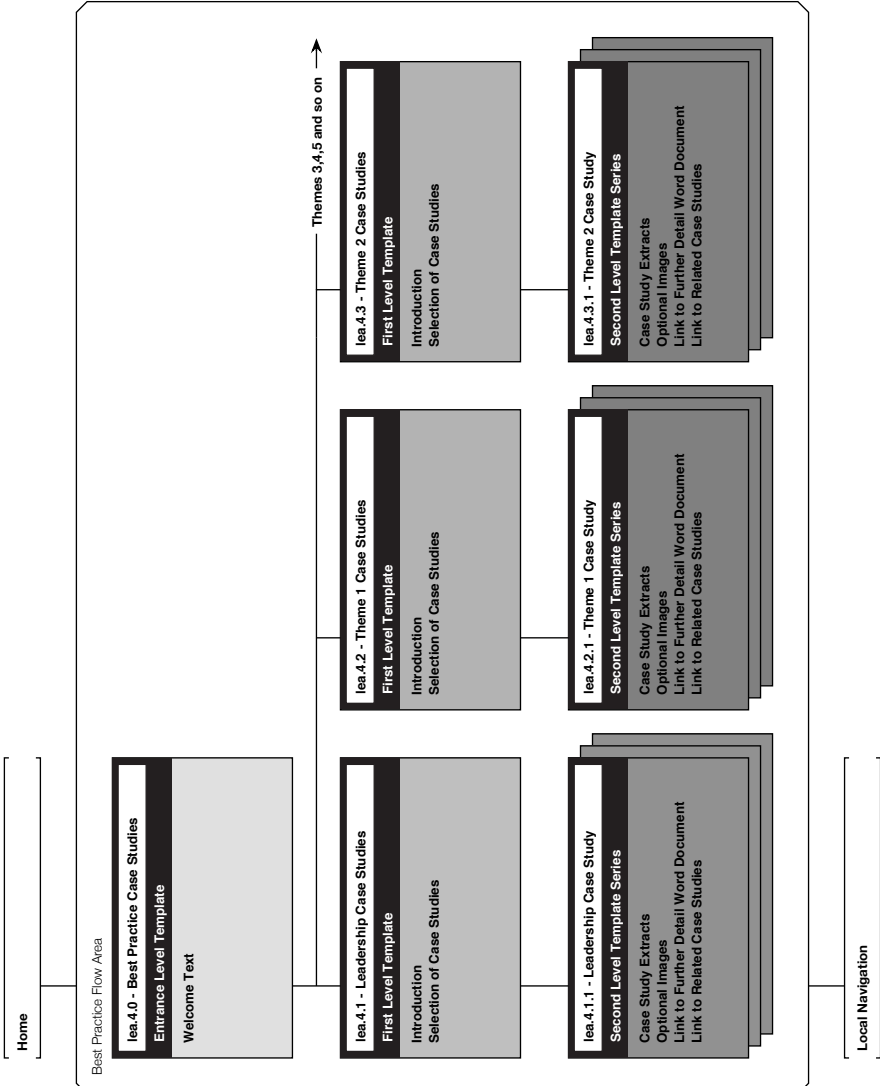 Home
Best Practice Flow Area
lea.4.0 - Best Practice Case Studies
Entrance Level Template
Welcome Text
Themes 3,4,5 and so on
lea.4.1 - Leadership Case Studies
First Level Template
Introduction
Selection of Case Studies
lea.4.2 - Theme 1 Case Studies
First Level Template
Introduction
Selection of Case Studies
lea.4.3 - Theme 2 Case Studies
First Level Template
Introduction
Selection of Case Studies
lea.4.1.1 - Leadership Case Study
Second Level Template Series
Case Study Extracts
Optional Images
Link to Further Detail Word Document
Link to Related Case Studies
lea.4.2.1 - Theme 1 Case Study
Second Level Template Series
Case Study Extracts
Optional Images
Link to Further Detail Word Document
Link to Related Case Studies
lea.4.3.1 - Theme 2 Case Study
Second Level Template Series
Case Study Extracts
Optional Images
Link to Further Detail Word Document
Link to Related Case Studies
Local Navigation